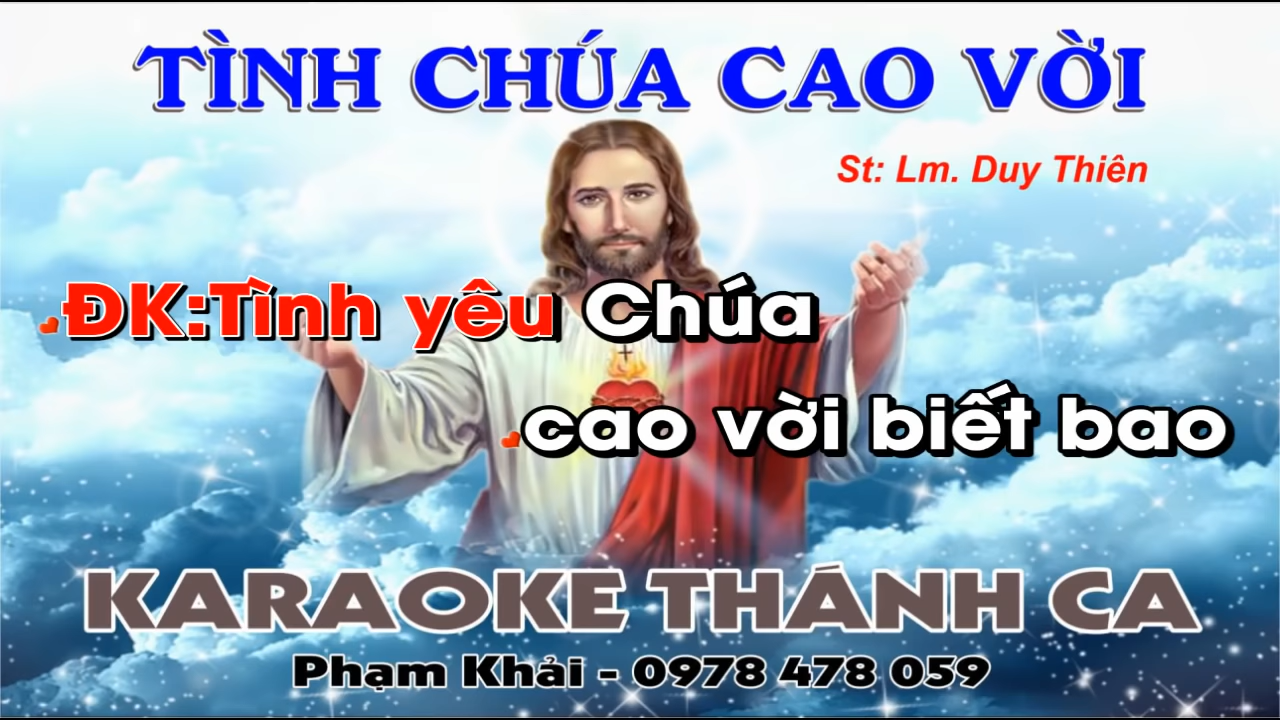 TÌNH CHÚA CAO VỜI
St: Lm. Duy Thiên
ĐK:Tình yêu Chúa
cao vời biết bao
KARAOKE THÁNH CA
Phạm Khải - 0978 478 059